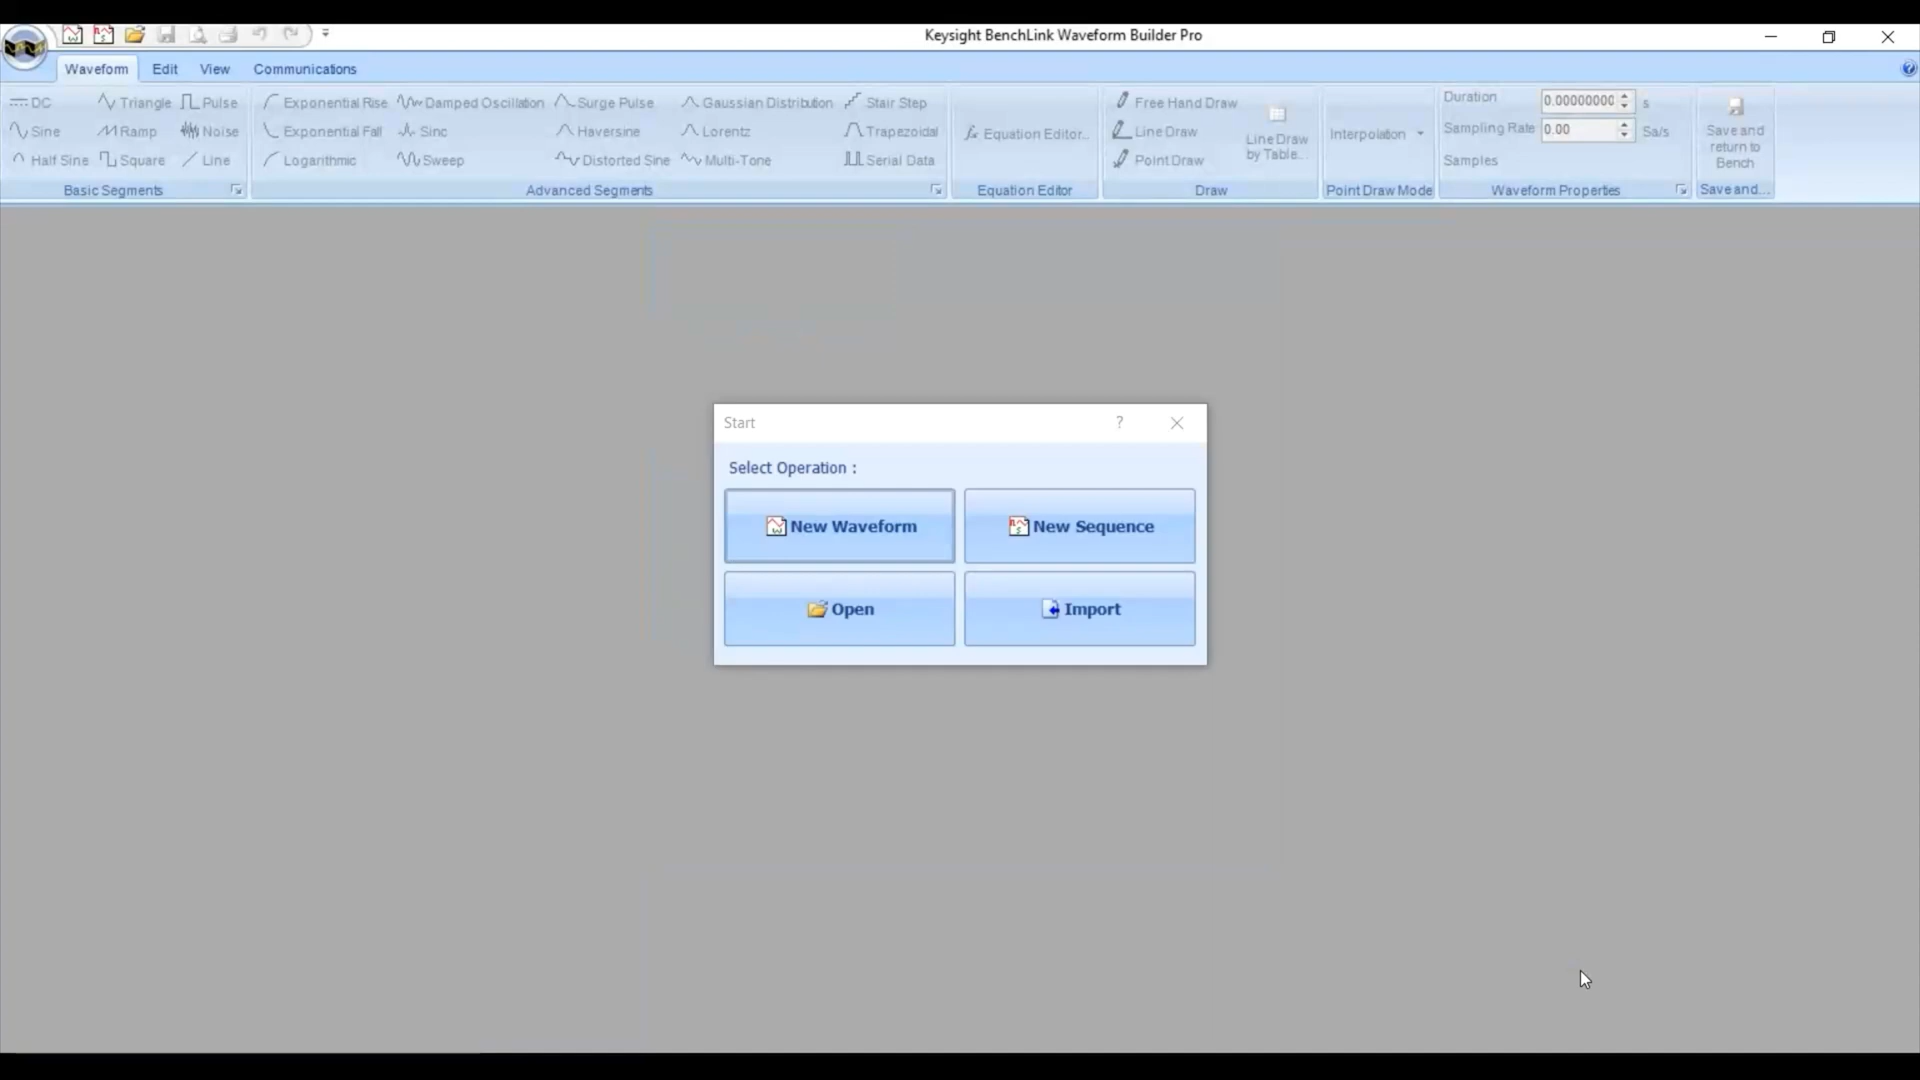 Keysight BenchLink Waveform Builder Pro
Waveform Edit View Communications
DC Triangle Pulse Exponential Rise Damped Oscillation Surge Pulse Gaussian Distribution Stair Step Free Hand Draw Duration 0.00000000 s
Sine Ramp Noise Exponential Fall Sinc Haversine Lorentz Trapezoidal fx Equation Editor... Line Draw Line Draw by Table... Interpolation Sampling Rate 0.00 Sa/s Save and return to Bench
Half Sine Square Line Logarithmic Sweep Distorted Sine Multi-Tone Serial Data Point Draw Samples
Basic Segments Advanced Segments Equation Editor Draw Point Draw Mode Waveform Properties Save and...
Start ?
Select Operation :
New Waveform New Sequence
Open Import